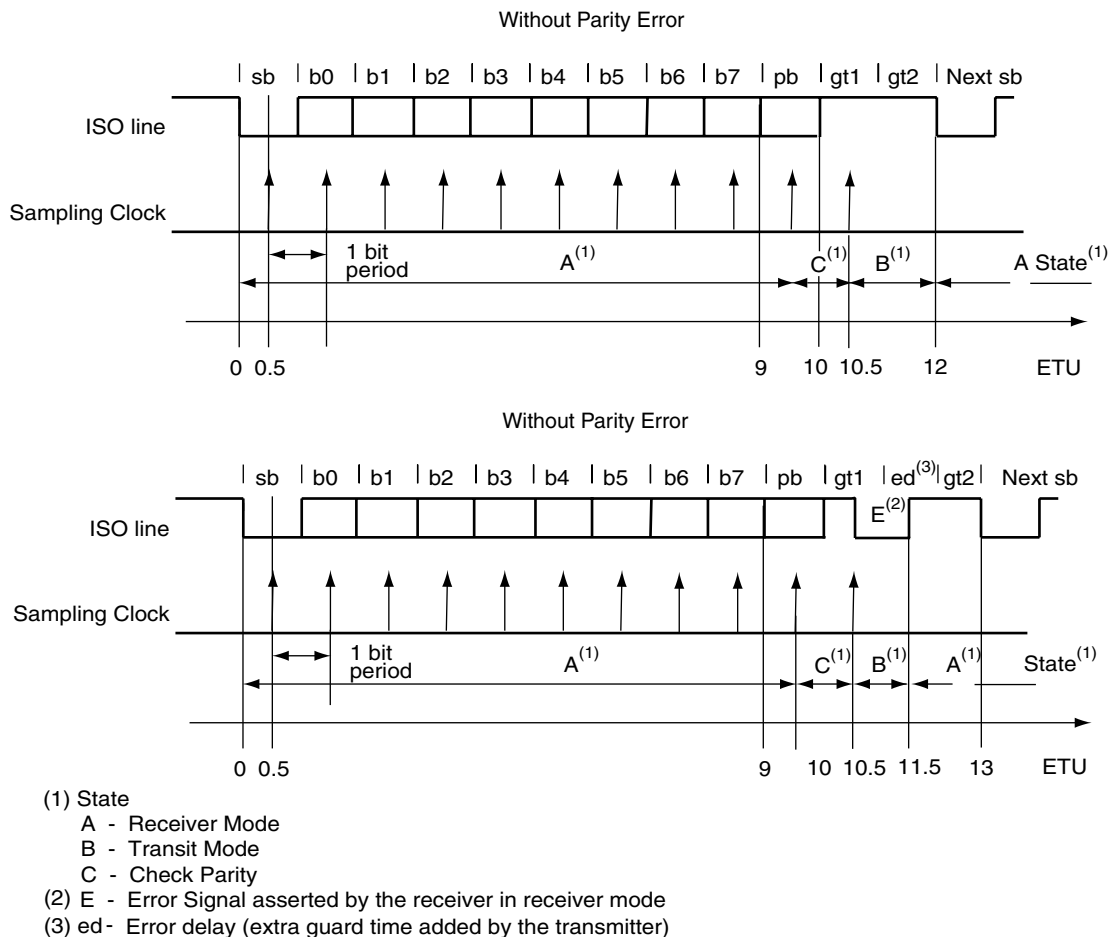 Without Parity Error
sb b0 b1 b2 b3 b4 b5 b6 b7 pb gt1 gt2 Next sb
ISO line
Sampling Clock
1 bit period A(1) C(1) B(1) A State(1)
0 0.5 9 10 10.5 12 ETU
Without Parity Error
sb b0 b1 b2 b3 b4 b5 b6 b7 pb gt1 ed(3) gt2 Next sb
E(2)
ISO line
Sampling Clock
1 bit period A(1) C(1) B(1) A(1) State(1)
0 0.5 9 10 10.5 11.5 13 ETU
(1) State
A - Receiver Mode
B - Transit Mode
C - Check Parity
(2) E - Error Signal asserted by the receiver in receiver mode
(3) ed - Error delay (extra guard time added by the transmitter)